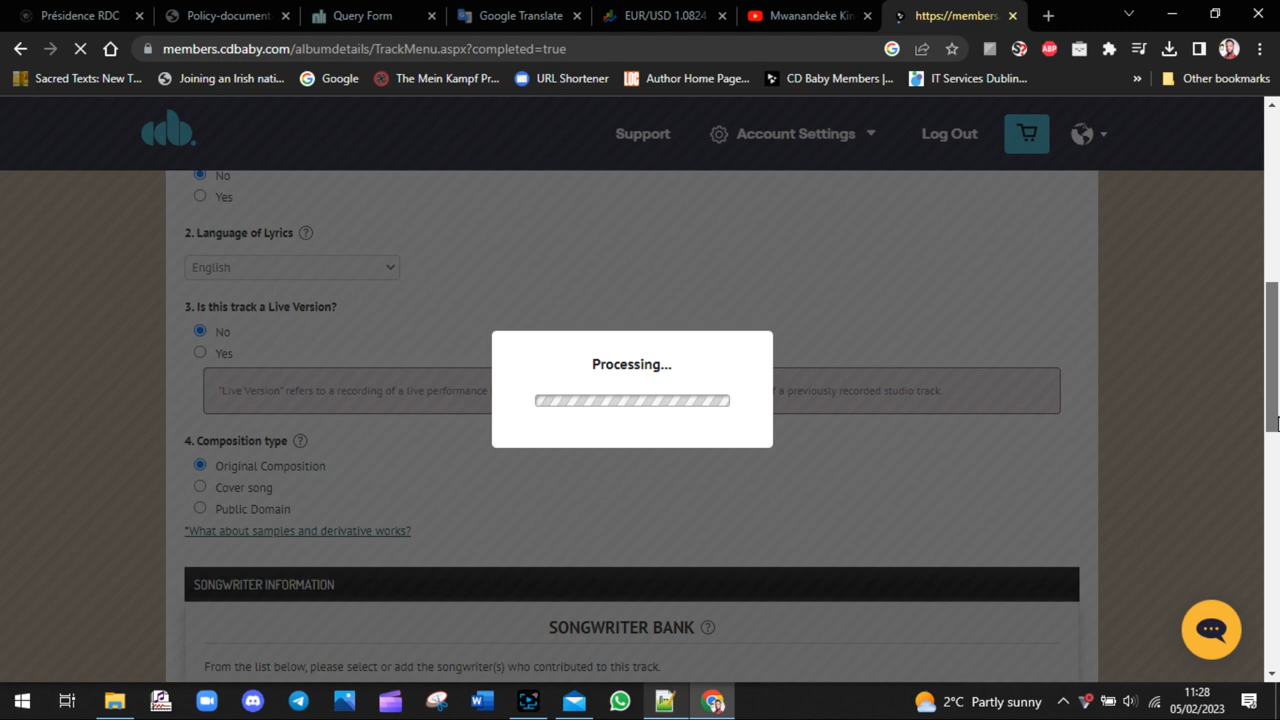 Présidence RDC
Policy-document
Query Form
Google Translate
EUR/USD 1.0824
Mwanandeke Kin
https://members.
members.cdbaby.com/albumdetails/TrackMenu.aspx?completed=true
Sacred Texts: New T...
Joining an Irish nati...
Google
The Mein Kampf Pr...
URL Shortener
Author Home Page...
CD Baby Members |...
IT Services Dublin...
»
Other bookmarks
cdb.
Support
Account Settings
Log Out
No
Yes
2. Language of Lyrics ?
English
3. Is this track a Live Version?
No
Yes
"Live Version" refers to a recording of a live performance
of a previously recorded studio track.
Processing...
4. Composition type ?
Original Composition
Cover song
Public Domain
*What about samples and derivative works?
SONGWRITER INFORMATION
SONGWRITER BANK ?
From the list below, please select or add the songwriter(s) who contributed to this track.
2°C Partly sunny
11:28
05/02/2023